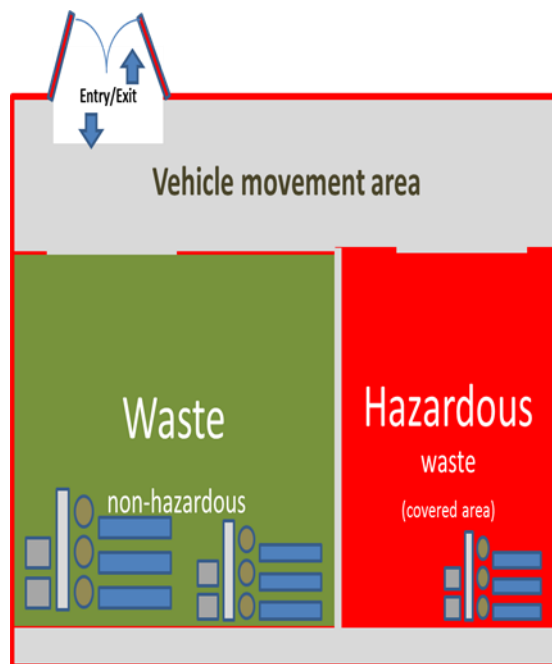 Entry/Exit
Vehicle movement area
Waste
non-hazardous
Hazardous
waste
(covered area)